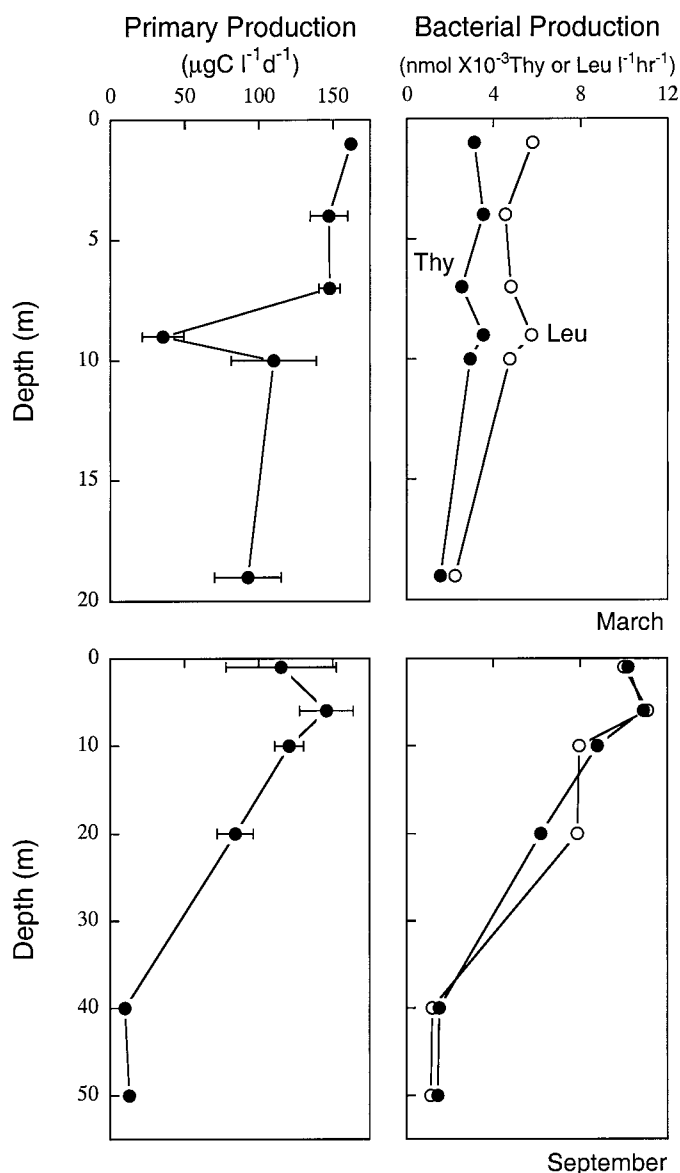 Primary Production
(μgC l⁻¹d⁻¹)
Bacterial Production
(nmol X10⁻³Thy or Leu l⁻¹hr⁻¹)
0 50 100 150
0 4 8 12
0
5
10
15
20
Depth (m)
Thy
Leu
March
0
10
20
30
40
50
Depth (m)
September